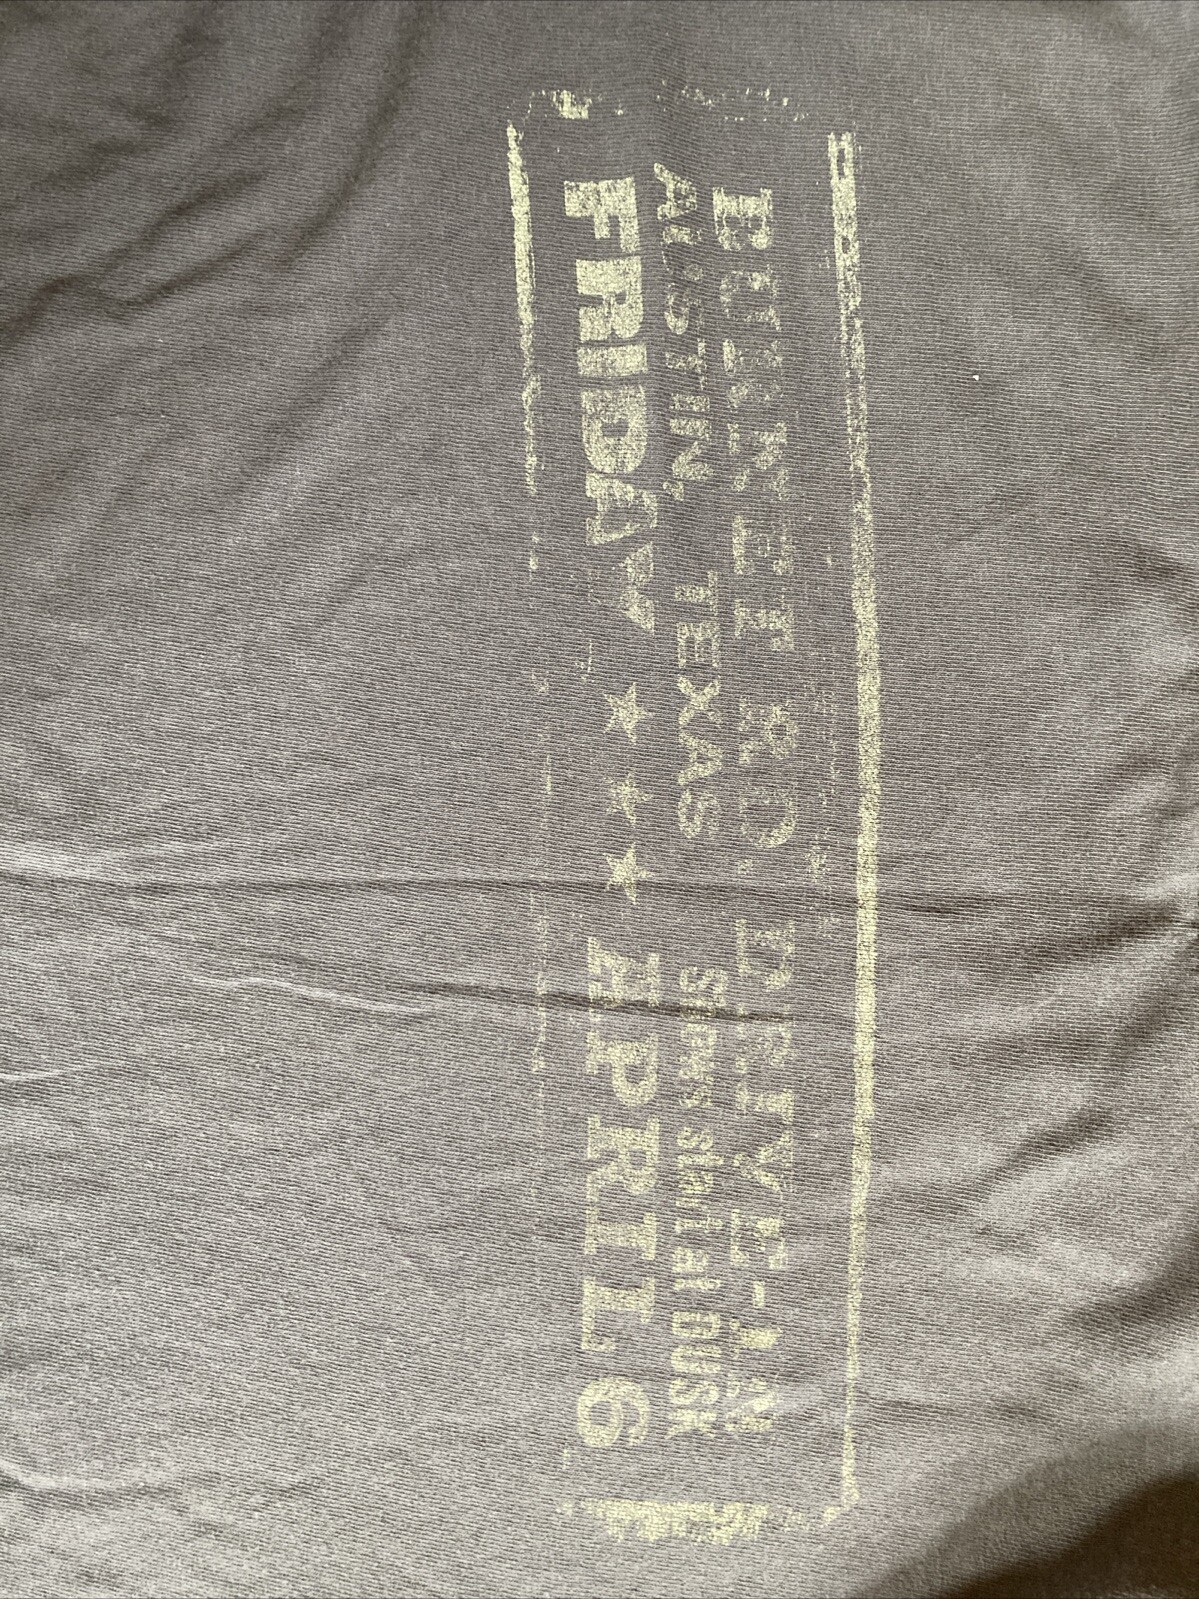 BURNET RD. DRIVE-IN
AUSTIN, TEXAS Shows start at DUSK
FRIDAY ★ ★ ★ APRIL 6